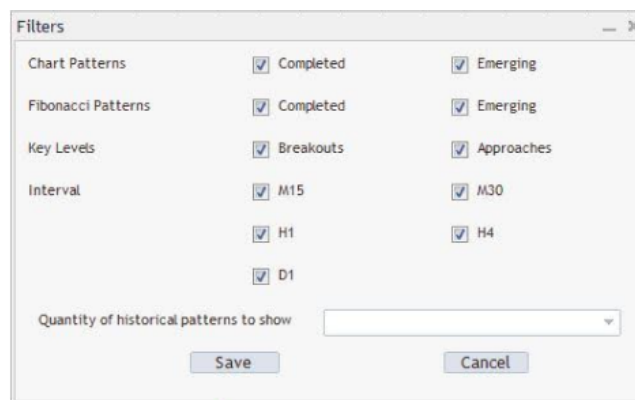 Filters
Chart Patterns Completed Emerging
Fibonacci Patterns Completed Emerging
Key Levels Breakouts Approaches
Interval M15 M30
H1 H4
D1
Quantity of historical patterns to show
Save Cancel